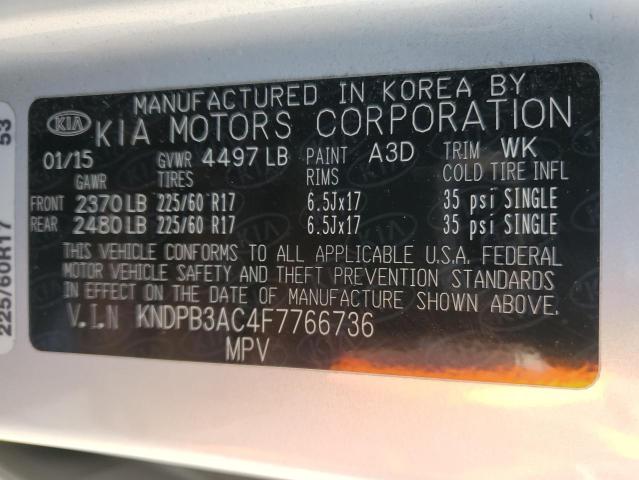 MANUFACTURED IN KOREA BY
KIA KIA MOTORS CORPORATION
01/15 GVWR 4497 LB PAINT A3D TRIM WK
GAWR TIRES RIMS COLD TIRE INFL
FRONT 2370 LB 225/60 R17 6.5Jx17 35 psi SINGLE
REAR 2480 LB 225/60 R17 6.5Jx17 35 psi SINGLE
THIS VEHICLE CONFORMS TO ALL APPLICABLE U.S.A. FEDERAL
MOTOR VEHICLE SAFETY AND THEFT PREVENTION STANDARDS
IN EFFECT ON THE DATE OF MANUFACTURE SHOWN ABOVE
V.I.N KNDPB3AC4F7766736
MPV
225/60R17 53